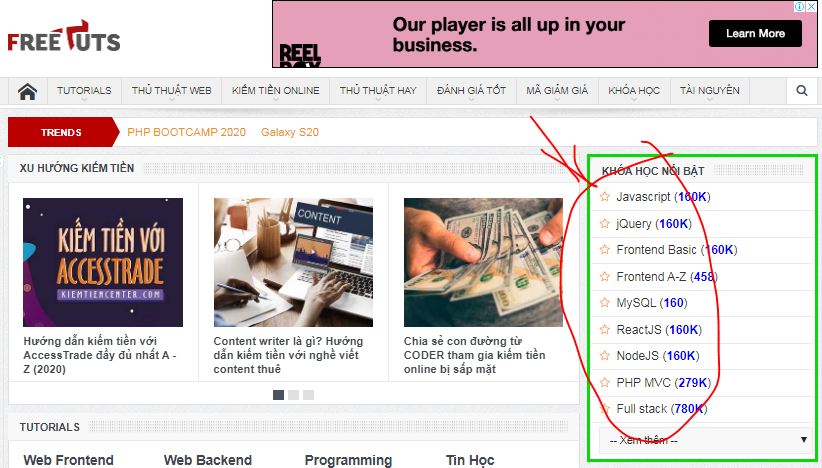 FREETUTS
Our player is all up in your
business.
REEL
Learn More
TUTORIALS
THỦ THUẬT WEB
KIẾM TIỀN ONLINE
THỦ THUẬT HAY
ĐÁNH GIÁ TỐT
MÃ GIẢM GIÁ
KHÓA HỌC
TÀI NGUYÊN
TRENDS
PHP BOOTCAMP 2020
Galaxy S20
XU HƯỚNG KIẾM TIỀN
KIẾM TIỀN VỚI
ACCESSTRADE
KIEMTIENCENTER.COM
CONTENT
Hướng dẫn kiếm tiền với
AccessTrade đầy đủ nhất A -
Z (2020)
Content writer là gì? Hướng
dẫn kiếm tiền với nghề viết
content thuê
Chia sẻ con đường từ
CODER tham gia kiếm tiền
online bị sấp mặt
KHÓA HỌC NỔI BẬT
Javascript (160K)
jQuery (160K)
Frontend Basic (160K)
Frontend A-Z (458)
MySQL (160)
ReactJS (160K)
NodeJS (160K)
PHP MVC (279K)
Full stack (780K)
-- Xem thêm --
TUTORIALS
Web Frontend
Web Backend
Programming
Tin Học